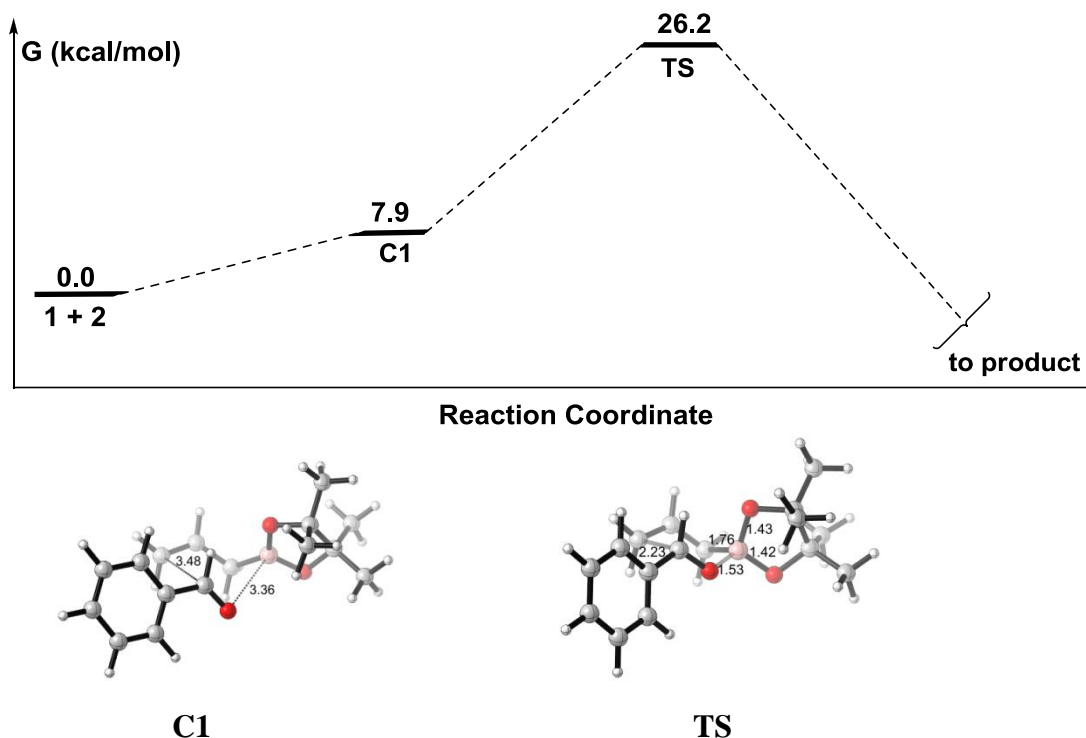 26.2
G (kcal/mol)
TS
7.9
C1
0.0
1 + 2
to product
Reaction Coordinate
3.48
3.36
1.76
1.43
2.23
1.42
1.53
C1
TS